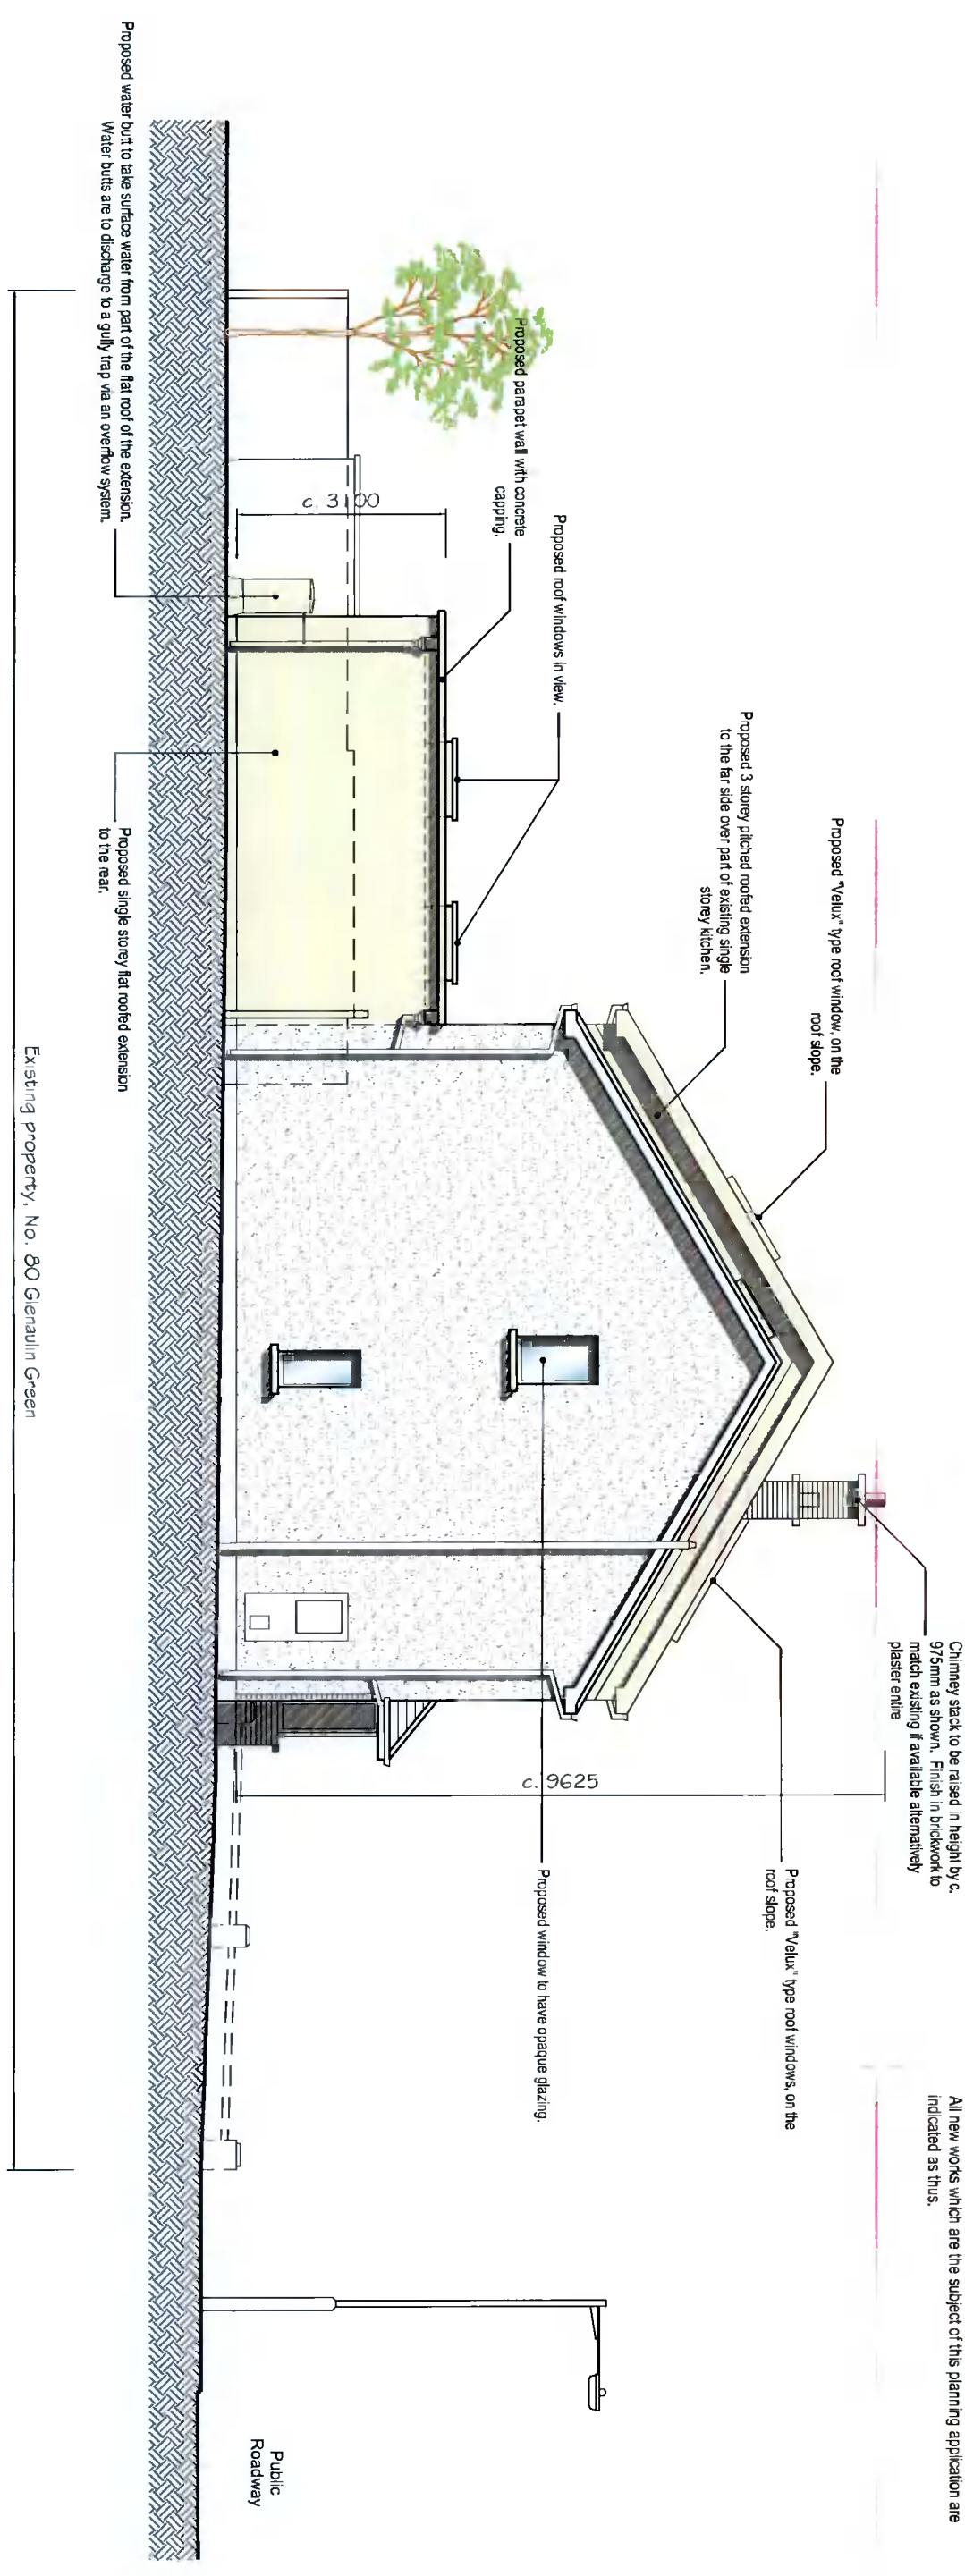 All new works which are the subject of this planning application are
indicated as thus.
Chimney stack to be raised in height by c.
975mm as shown. Finish in brickwork to
match existing if available alternatively
plaster entire
Proposed "Velux" type roof window, on the
roof slope.
Proposed "Velux" type roof windows, on the
roof slope.
Proposed 3 storey pitched roofed extension
to the far side over part of existing single
storey kitchen.
Proposed roof windows in view.
Proposed parapet wall with concrete
capping.
Proposed window to have opaque glazing.
c. 3100
c. 9625
Public
Roadway
Proposed water butt to take surface water from part of the flat roof of the extension.
Water butts are to discharge to a gully trap via an overflow system.
Proposed single storey flat roofed extension
to the rear.
Existing property, No. 80 Glenaulin Green